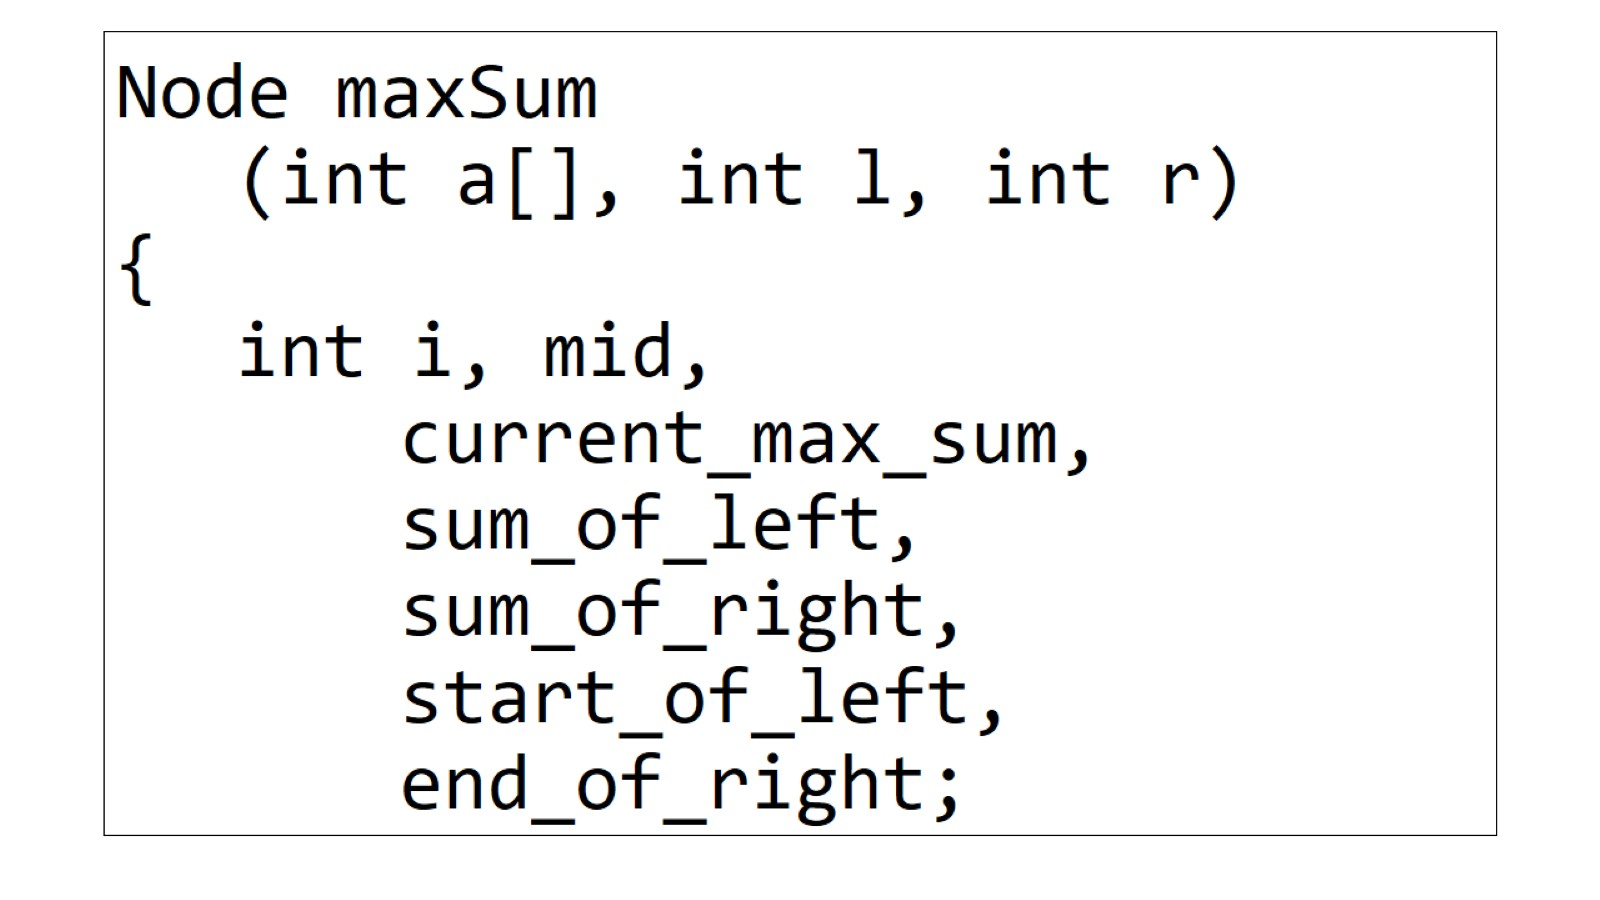 Node maxSum
(int a[], int l, int r)
{
int i, mid,
current_max_sum,
sum_of_left,
sum_of_right,
start_of_left,
end_of_right;